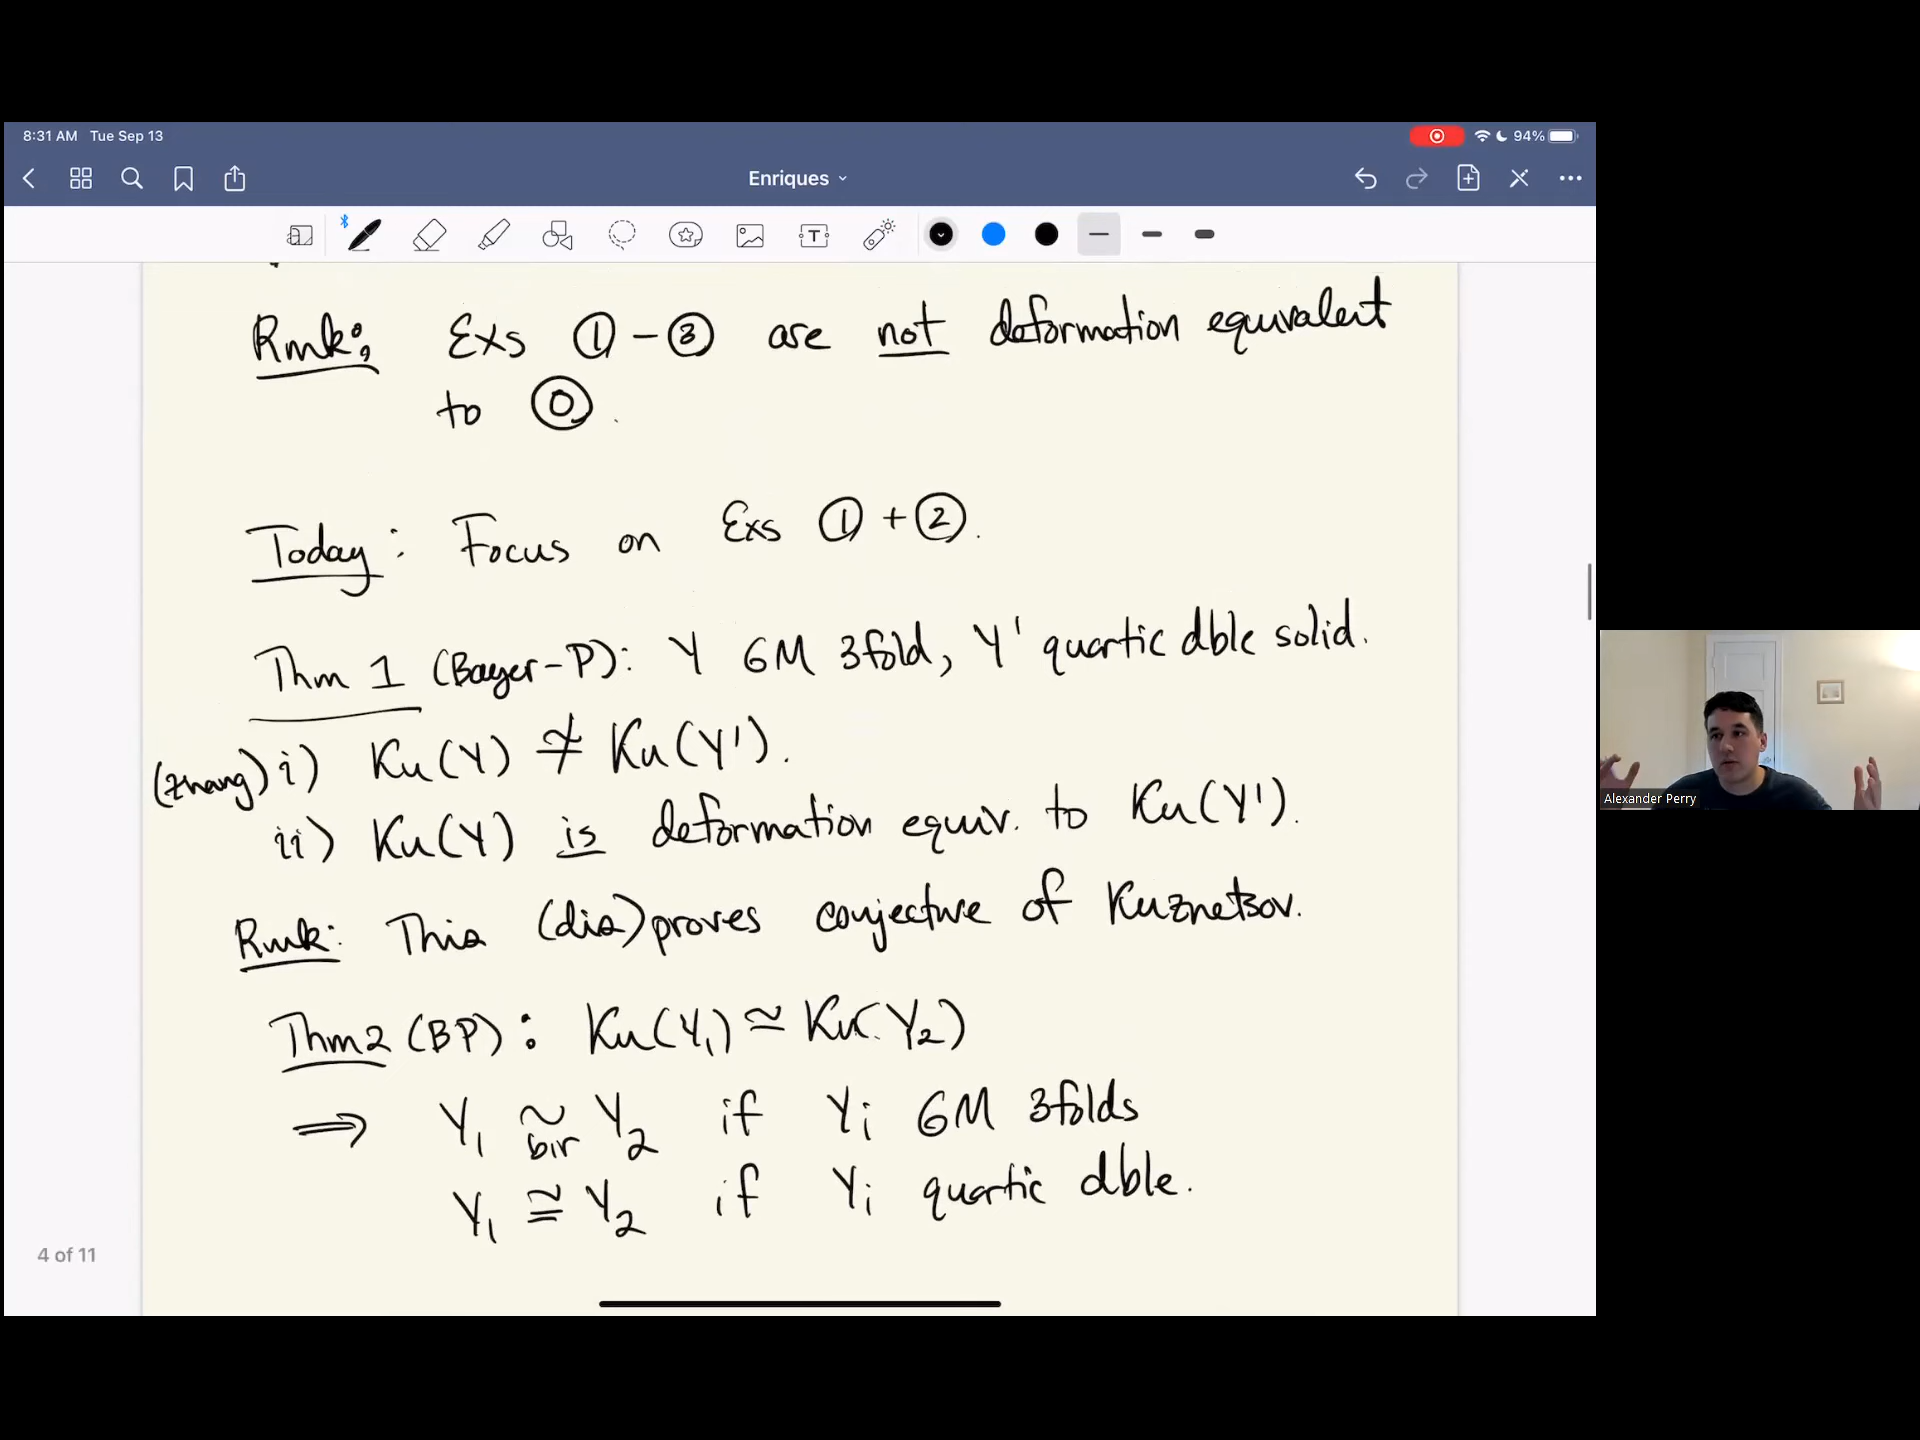 8:31 AM Tue Sep 13
94%
Enriques
Rmk: Exs ① – ③ are not deformation equivalent
to ⓪.
Today: Focus on Exs ① + ②.
Thm 1 (Bayer-P): Y GM 3fold, Y' quartic dble solid.
(Zhang) i) Ku(Y) ≄ Ku(Y').
ii) Ku(Y) is deformation equiv. to Ku(Y').
Rmk: This (dis)proves conjecture of Kuznetsov.
Thm 2 (BP): Ku(Y₁) ≃ Ku(Y₂)
⟹ Y₁ ~bir Y₂ if Yi GM 3folds
Y₁ ≅ Y₂ if Yi quartic dble.
4 of 11
Alexander Perry